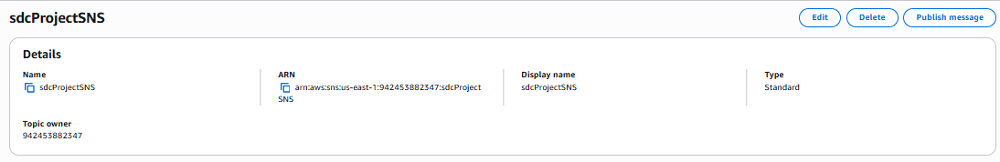 sdcProjectSNS
Edit
Delete
Publish message
Details
Name
sdcProjectSNS
ARN
arn:aws:sns:us-east-1:942453882347:sdcProject
SNS
Display name
sdcProjectSNS
Type
Standard
Topic owner
942453882347